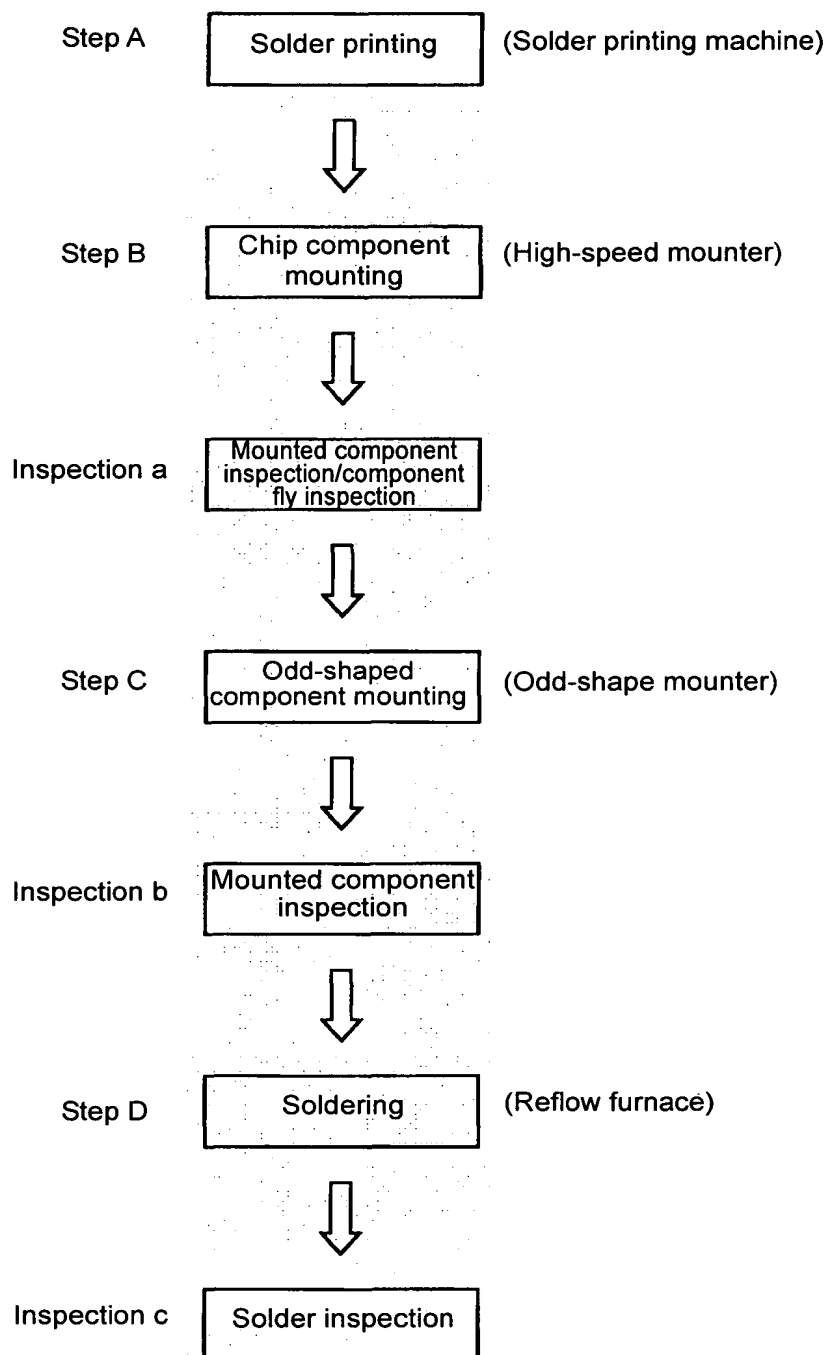 Step A
Solder printing
(Solder printing machine)
Step B
Chip component
mounting
(High-speed mounter)
Inspection a
Mounted component
inspection/component
fly inspection
Step C
Odd-shaped
component mounting
(Odd-shape mounter)
Inspection b
Mounted component
inspection
Step D
Soldering
(Reflow furnace)
Inspection c
Solder inspection